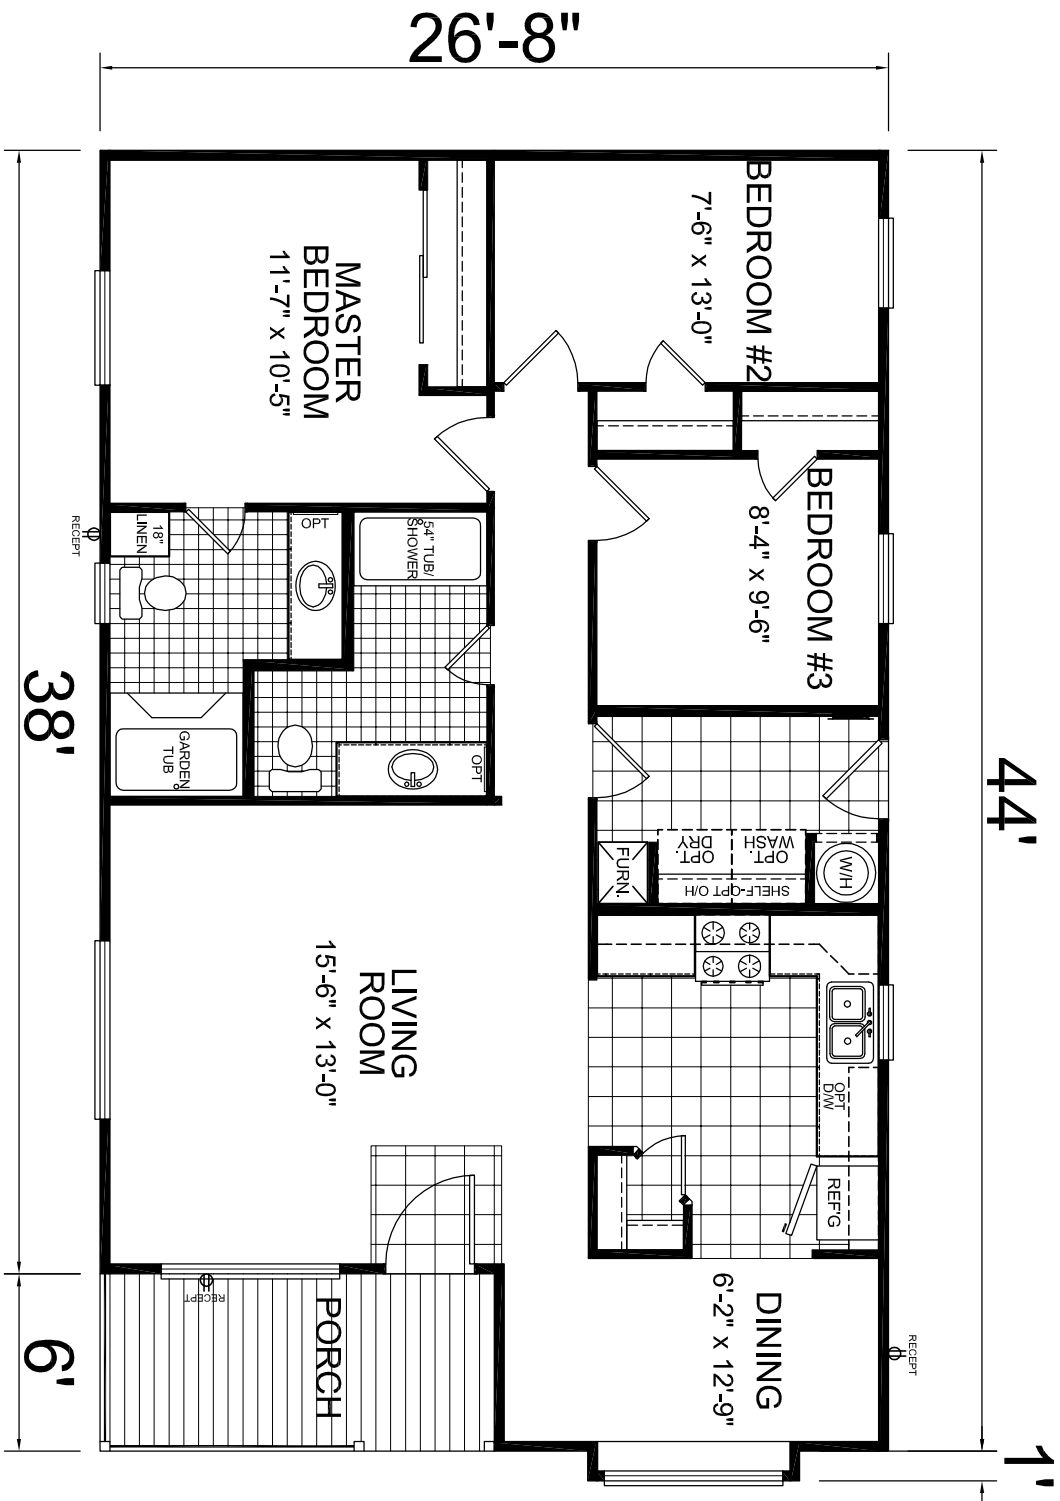 26'-8"
BEDROOM #2
7'-6" x 13'-0"
MASTER
BEDROOM
11'-7" x 10'-5"
BEDROOM #3
8'-4" x 9'-6"
RECEPT
18"
LINEN
OPT
54" TUB/
SHOWER
GARDEN
TUB
OPT
38'
44'
OPT.
WASH
OPT.
DRY
SHELF-OPT O/H
W/H
FURN.
LIVING
ROOM
15'-6" x 13'-0"
OPT
D/W
REF'G
DINING
6'-2" x 12'-9"
RECEPT
PORCH
RECEPT
6'
1'